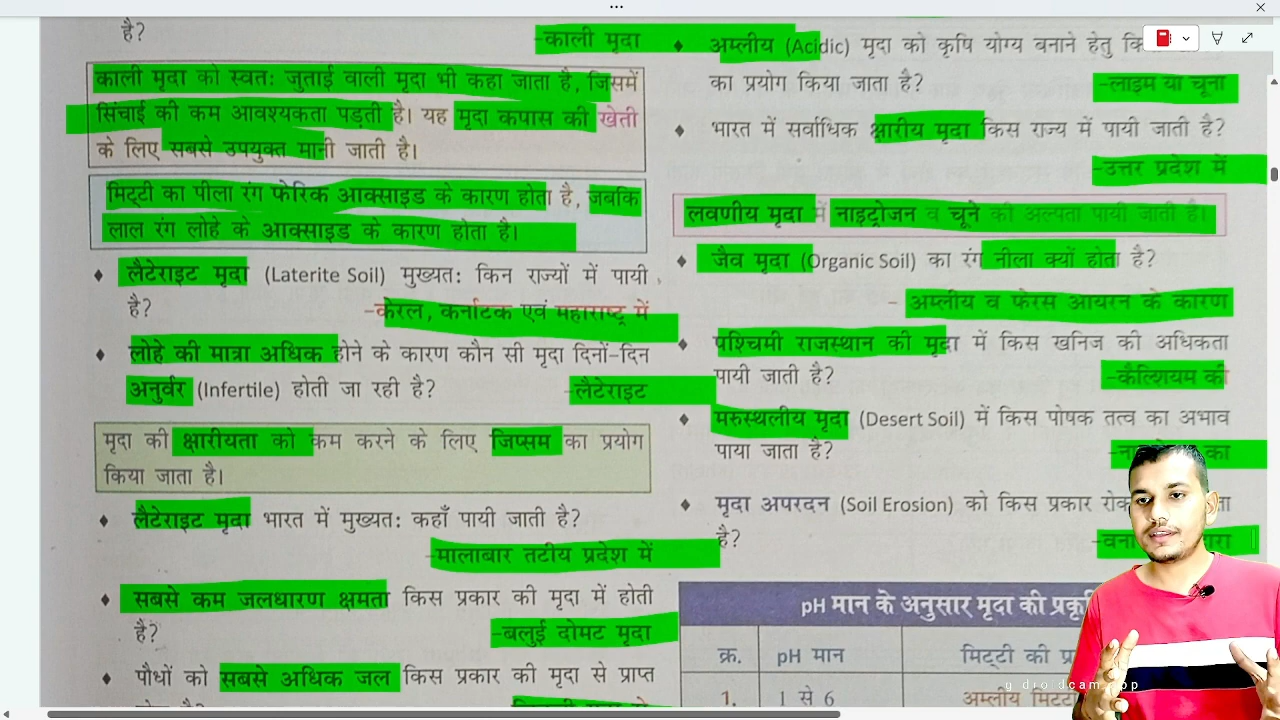 है?
-काली मृदा
काली मृदा को स्वतः जुताई वाली मृदा भी कहा जाता है, जिसमें
सिंचाई की कम आवश्यकता पड़ती है। यह मृदा कपास की खेती
के लिए सबसे उपयुक्त मानी जाती है।
मिट्टी का पीला रंग फेरिक आक्साइड के कारण होता है, जबकि
लाल रंग लोहे के आक्साइड के कारण होता है।
♦ लैटेराइट मृदा (Laterite Soil) मुख्यतः किन राज्यों में पायी
है?
-केरल, कर्नाटक एवं महाराष्ट्र में
♦ लोहे की मात्रा अधिक होने के कारण कौन सी मृदा दिनों-दिन
अनुर्वर (Infertile) होती जा रही है?
-लैटेराइट
मृदा की क्षारीयता को कम करने के लिए जिप्सम का प्रयोग
किया जाता है।
♦ लैटेराइट मृदा भारत में मुख्यतः कहाँ पायी जाती है?
-मालाबार तटीय प्रदेश में
♦ सबसे कम जलधारण क्षमता किस प्रकार की मृदा में होती
है?
-बलुई दोमट मृदा
♦ पौधों को सबसे अधिक जल किस प्रकार की मृदा से प्राप्त
♦ अम्लीय (Acidic) मृदा को कृषि योग्य बनाने हेतु
का प्रयोग किया जाता है?
-लाइम या चूना
♦ भारत में सर्वाधिक क्षारीय मृदा किस राज्य में पायी जाती है?
-उत्तर प्रदेश में
लवणीय मृदा में नाइट्रोजन व चूने की अल्पता पायी जाती है।
♦ जैव मृदा (Organic Soil) का रंग नीला क्यों होता है?
- अम्लीय व फेरस आयरन के कारण
♦ पश्चिमी राजस्थान की मृदा में किस खनिज की अधिकता
पायी जाती है?
-कैल्शियम की
♦ मरुस्थलीय मृदा (Desert Soil) में किस पोषक तत्व का अभाव
पाया जाता है?
का
♦ मृदा अपरदन (Soil Erosion) को किस प्रकार
है?
pH मान के अनुसार मृदा की
क्र. pH मान मिट्टी की
1. 1 से 6 अम्लीय मिट्टी